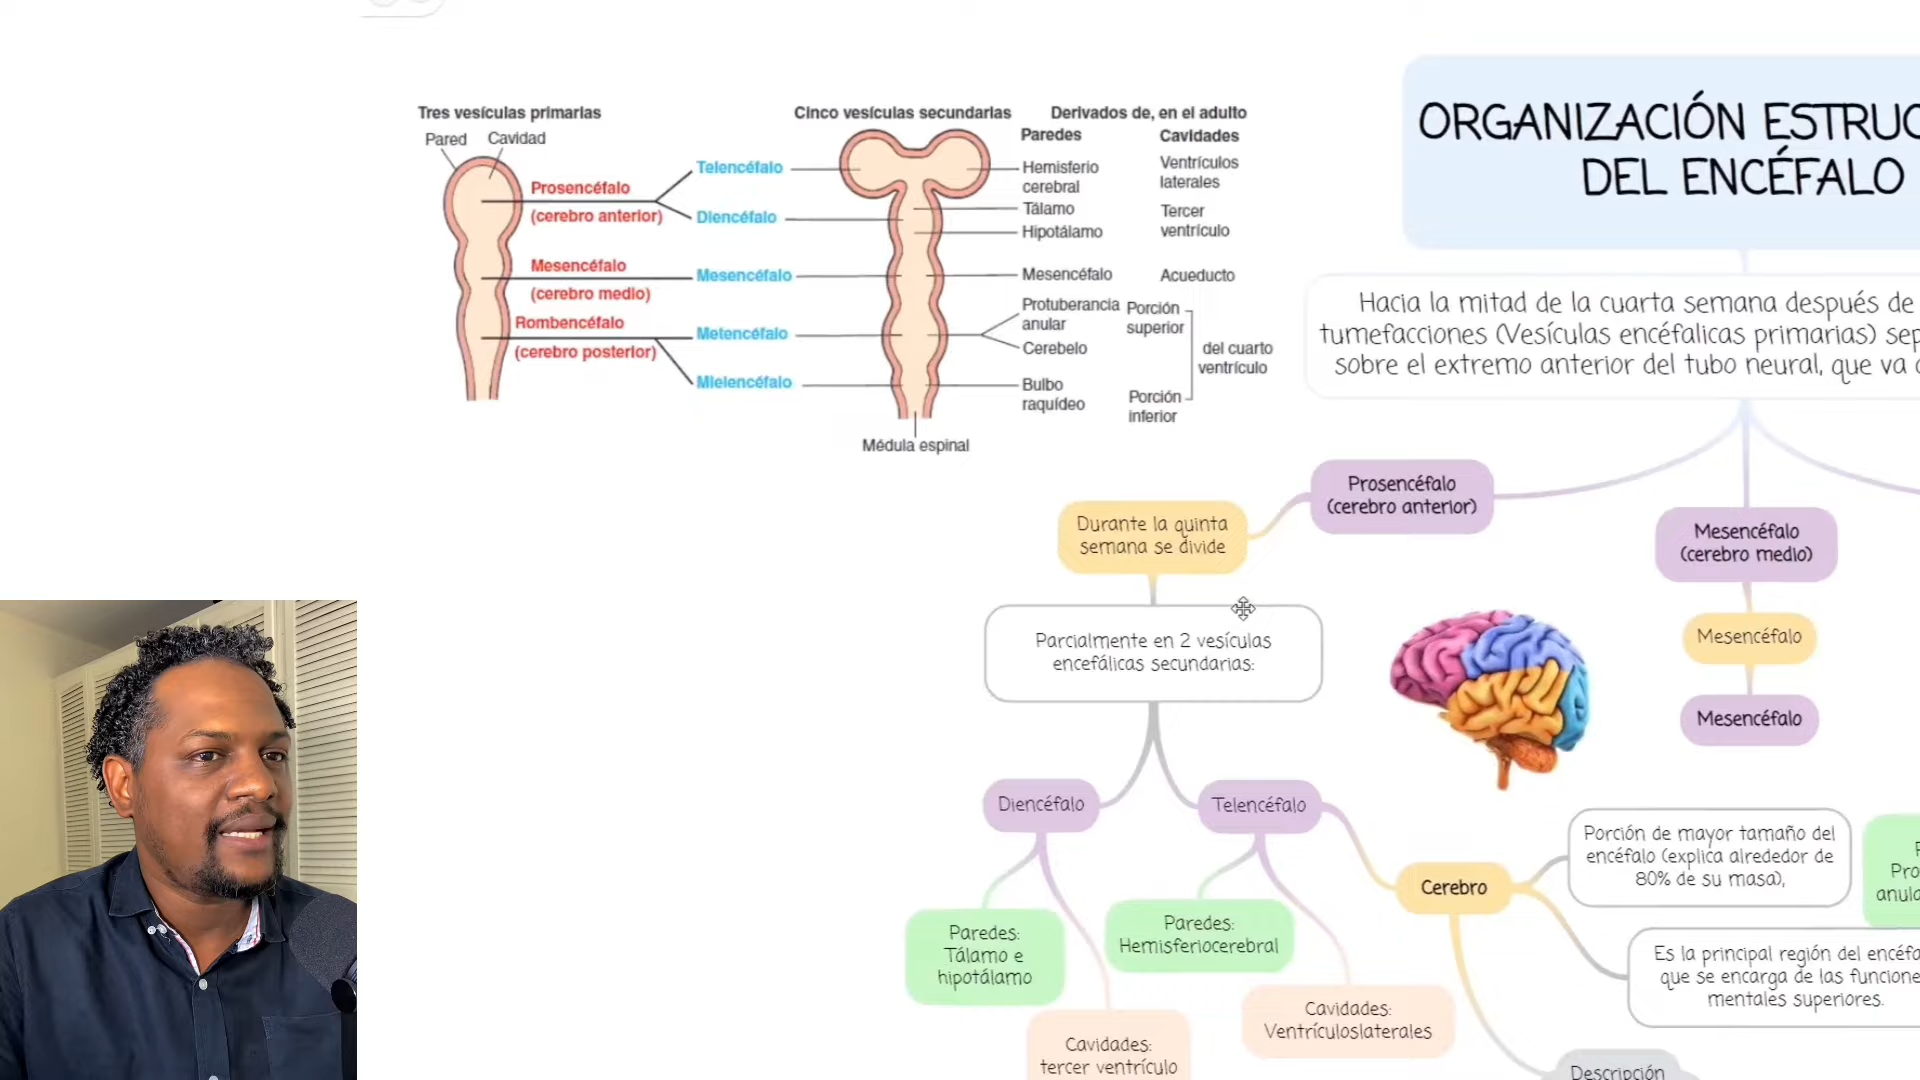 Tres vesículas primarias
Pared
Cavidad
Prosencéfalo
(cerebro anterior)
Mesencéfalo
(cerebro medio)
Rombencéfalo
(cerebro posterior)
Telencéfalo
Diencéfalo
Mesencéfalo
Metencéfalo
Mielencéfalo
Cinco vesículas secundarias
Médula espinal
Derivados de, en el adulto
Paredes
Cavidades
Hemisferio
cerebral
Ventrículos
laterales
Tálamo
Hipotálamo
Tercer
ventrículo
Mesencéfalo
Acueducto
Protuberancia
anular
Cerebelo
Porción
superior
del cuarto
ventrículo
Bulbo
raquídeo
Porción
inferior
ORGANIZACIÓN ESTRUC
DEL ENCÉFALO
Hacia la mitad de la cuarta semana después de
tumefacciones (Vesículas encéfalicas primarias) sep
sobre el extremo anterior del tubo neural, que va
Prosencéfalo
(cerebro anterior)
Durante la quinta
semana se divide
Parcialmente en 2 vesículas
encefálicas secundarias:
Diencéfalo
Telencéfalo
Paredes:
Tálamo e
hipotálamo
Cavidades:
tercer ventrículo
Paredes:
Hemisferiocerebral
Cavidades:
Ventrículoslaterales
Mesencéfalo
(cerebro medio)
Mesencéfalo
Mesencéfalo
Cerebro
Porción de mayor tamaño del
encéfalo (explica alrededor de
80% de su masa),
Es la principal región del encéfa
que se encarga de las funcione
mentales superiores.
Descripción
Pro
anula